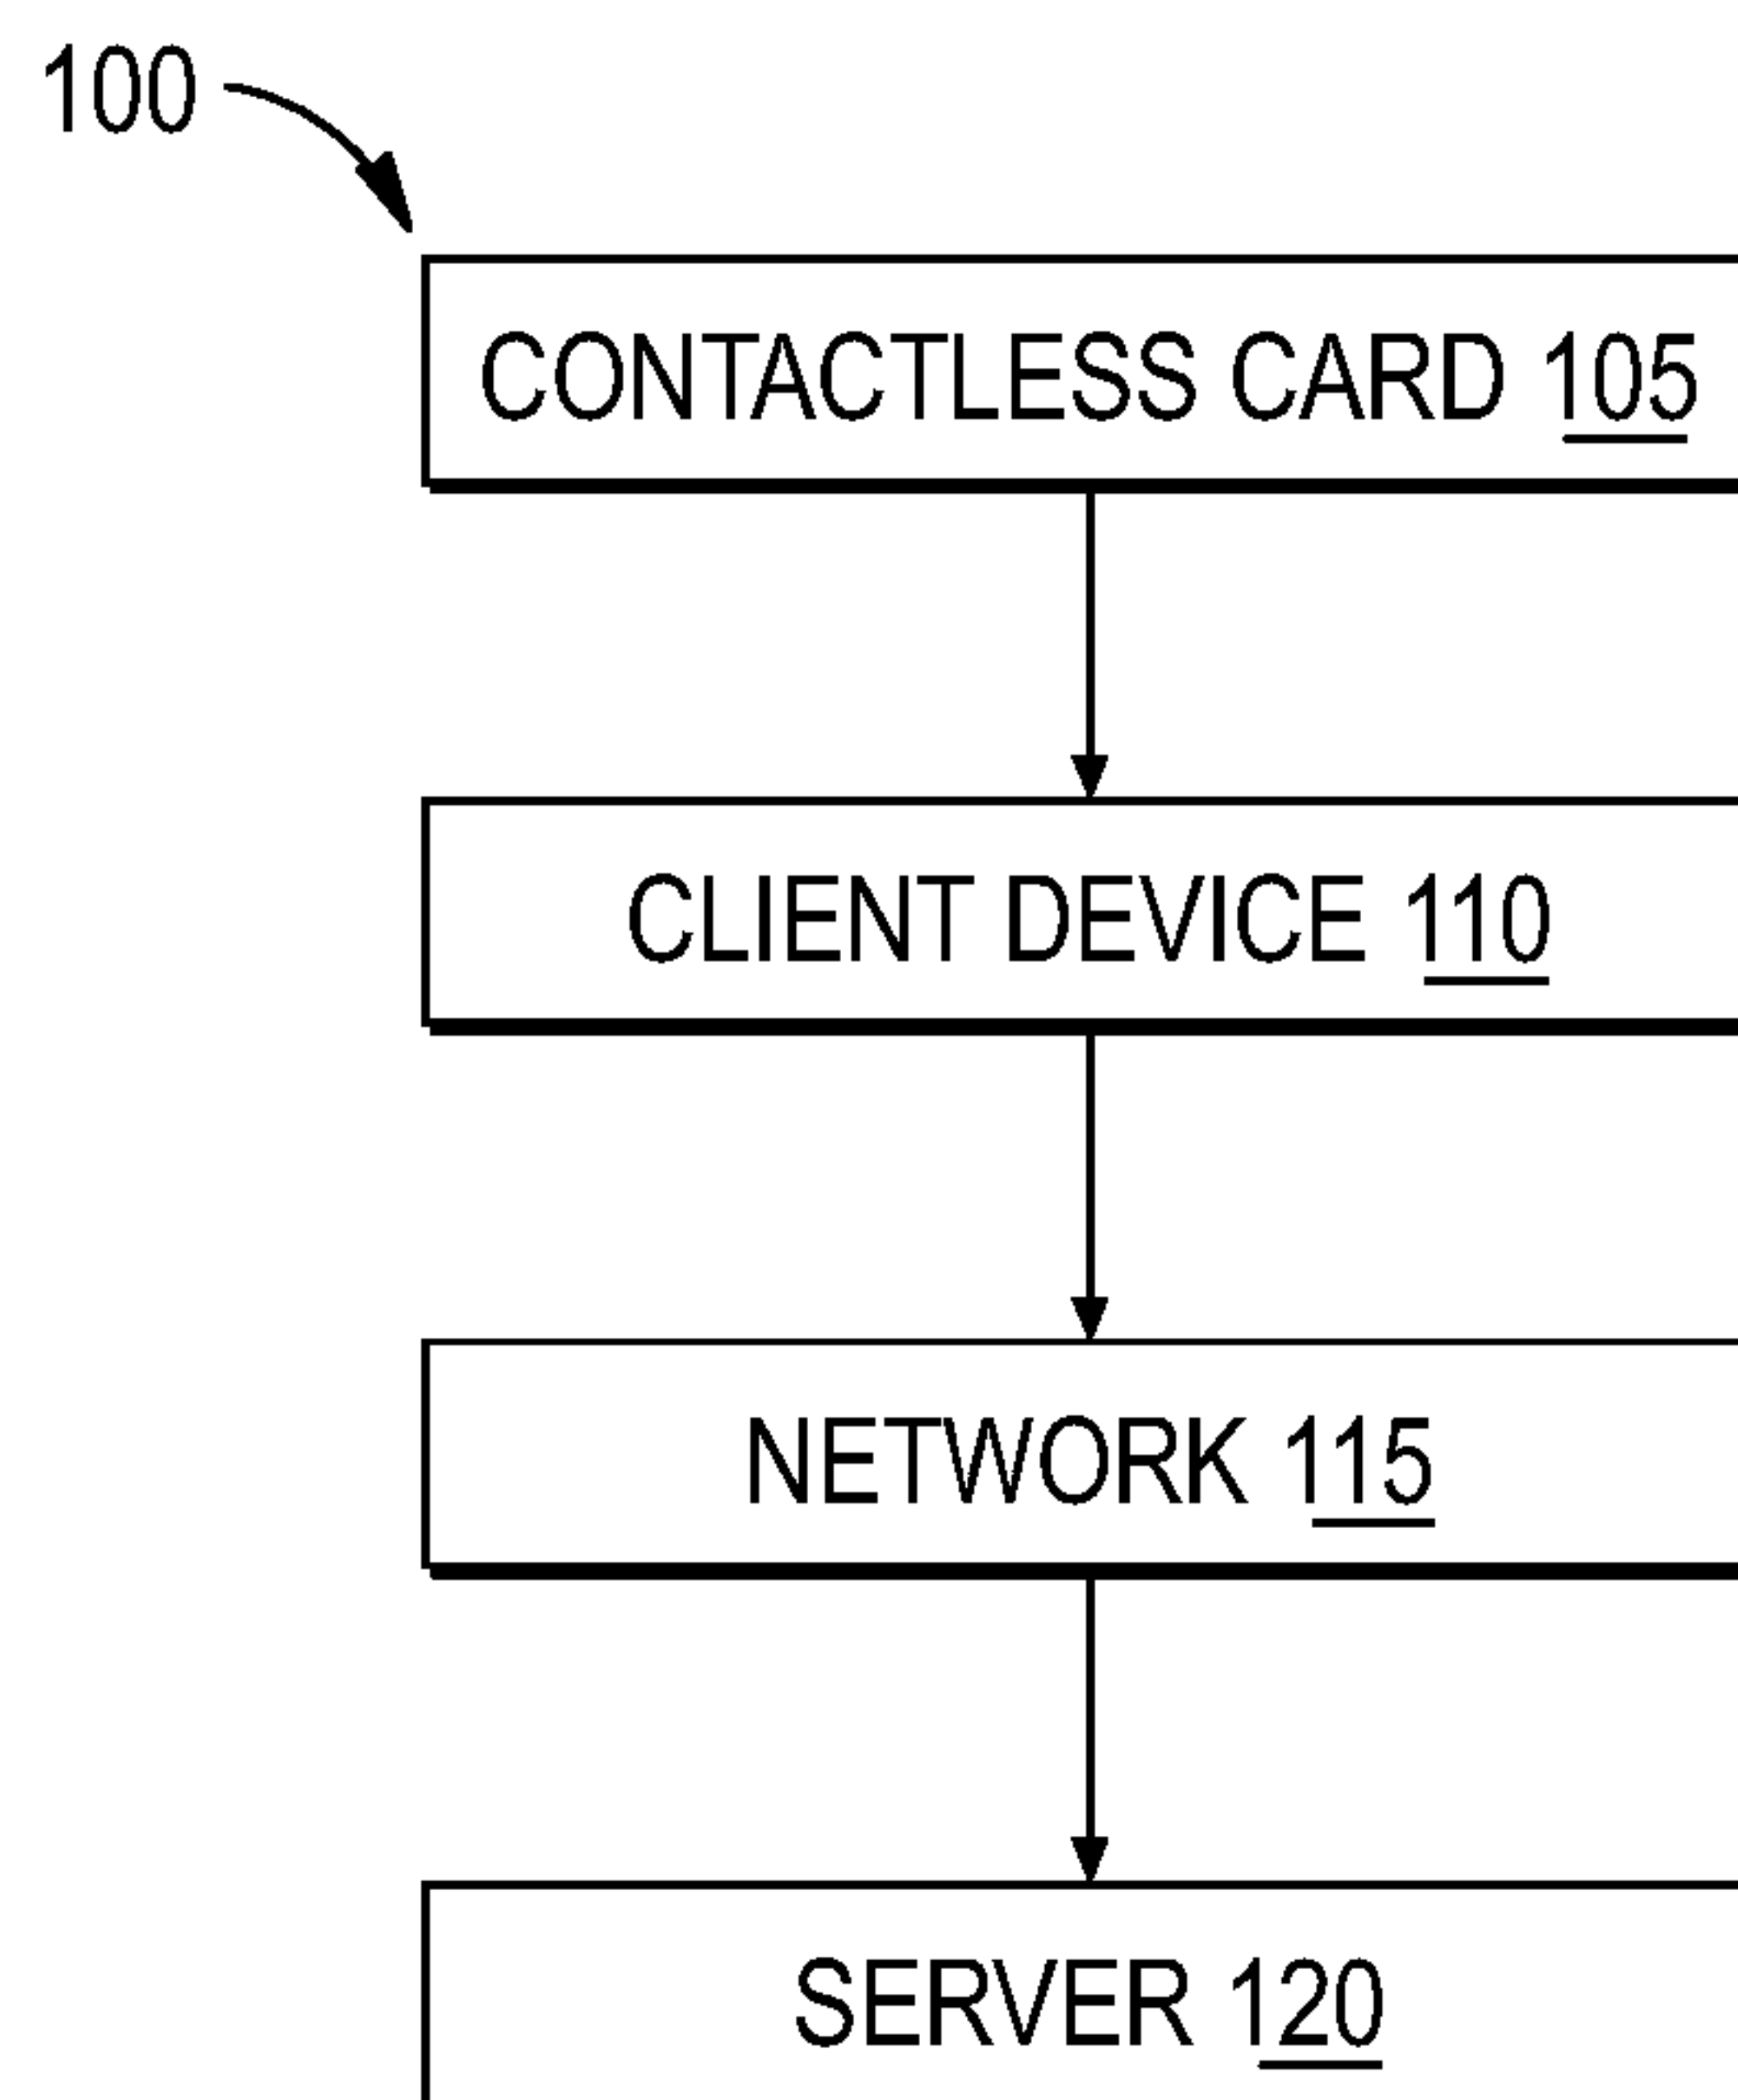 100
CONTACTLESS CARD 105
CLIENT DEVICE 110
NETWORK 115
SERVER 120